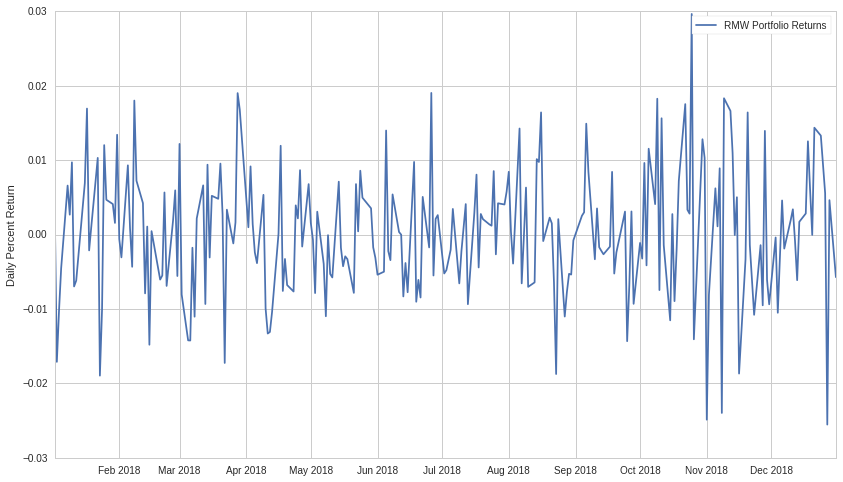 0.03
RMW Portfolio Returns
0.02
0.01
0.00
−0.01
−0.02
−0.03
Daily Percent Return
Feb 2018 Mar 2018 Apr 2018 May 2018 Jun 2018 Jul 2018 Aug 2018 Sep 2018 Oct 2018 Nov 2018 Dec 2018